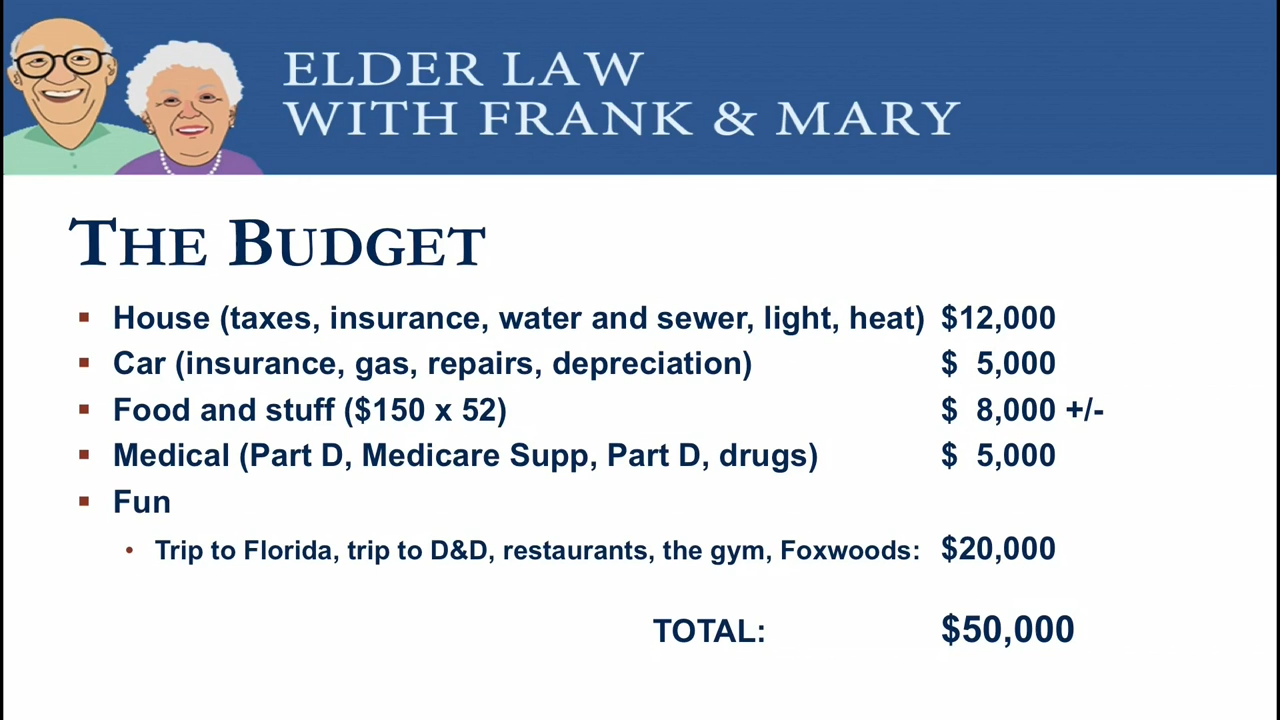 ELDER LAW
WITH FRANK & MARY
THE BUDGET
▪ House (taxes, insurance, water and sewer, light, heat) $12,000
▪ Car (insurance, gas, repairs, depreciation) $ 5,000
▪ Food and stuff ($150 x 52) $ 8,000 +/-
▪ Medical (Part D, Medicare Supp, Part D, drugs) $ 5,000
▪ Fun
• Trip to Florida, trip to D&D, restaurants, the gym, Foxwoods: $20,000
TOTAL: $50,000